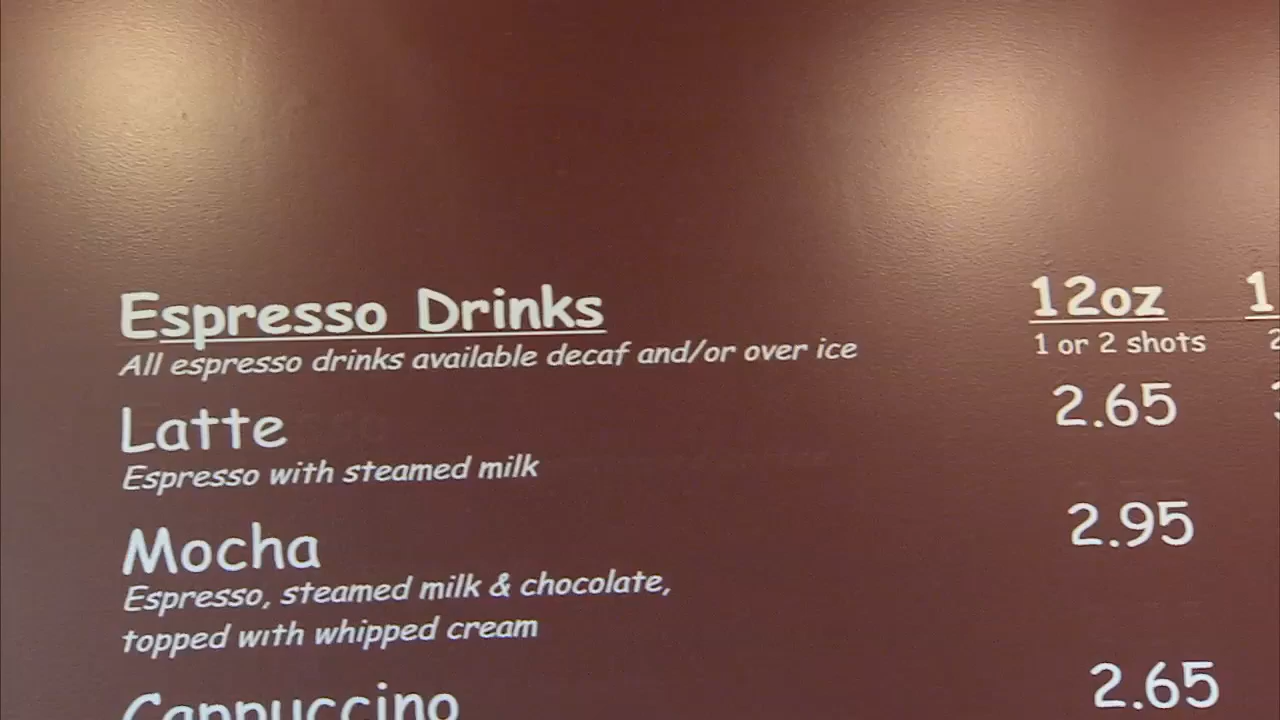 Espresso Drinks 12oz
All espresso drinks available decaf and/or over ice 1 or 2 shots
Latte 2.65
Espresso with steamed milk
Mocha 2.95
Espresso, steamed milk & chocolate,
topped with whipped cream
Cappuccino 2.65